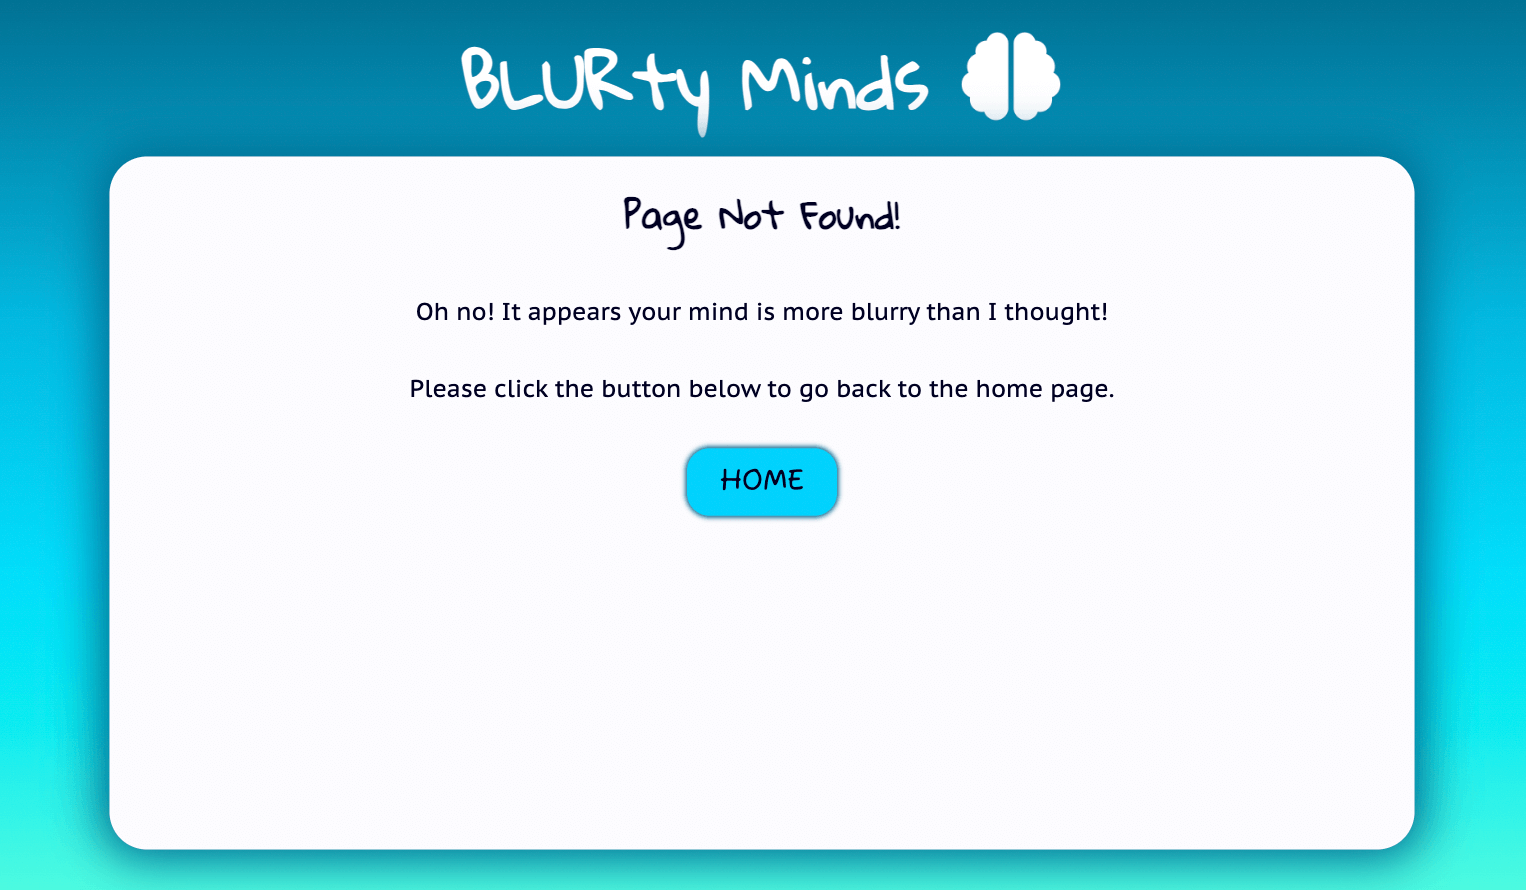 BLURty Minds
Page Not Found!
Oh no! It appears your mind is more blurry than I thought!
Please click the button below to go back to the home page.
HOME